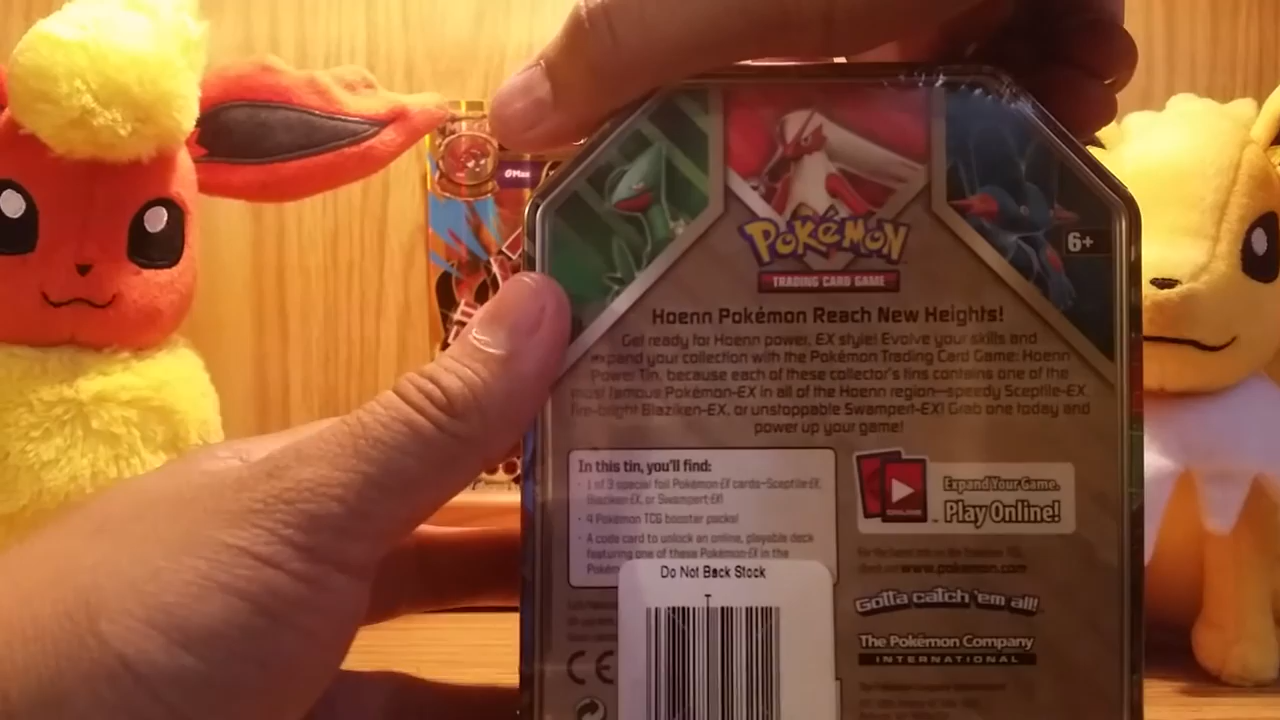 GMax
6+
POKéMON
TRADING CARD GAME
Hoenn Pokémon Reach New Heights!
Get ready for Hoenn power, EX style! Evolve your skills and
expand your collection with the Pokémon Trading Card Game: Hoenn
Power Tin, because each of these collector's tins contains one of the
most famous Pokémon-EX in all of the Hoenn region—speedy Sceptile-EX,
fire-bright Blaziken-EX, or unstoppable Swampert-EX! Grab one today and
power up your game!
In this tin, you'll find:
· 1 of 3 special foil Pokémon-EX cards—Sceptile-EX,
Blaziken-EX, or Swampert-EX!
· 4 Pokémon TCG booster packs!
· A code card to unlock an online, playable deck
featuring one of these Pokémon-EX in the
Pokém
Do Not Back Stock
CE
ONLINE
Expand Your Game.
Play Online!
www.pokemon.com
Gotta catch 'em all!
The Pokémon Company
INTERNATIONAL